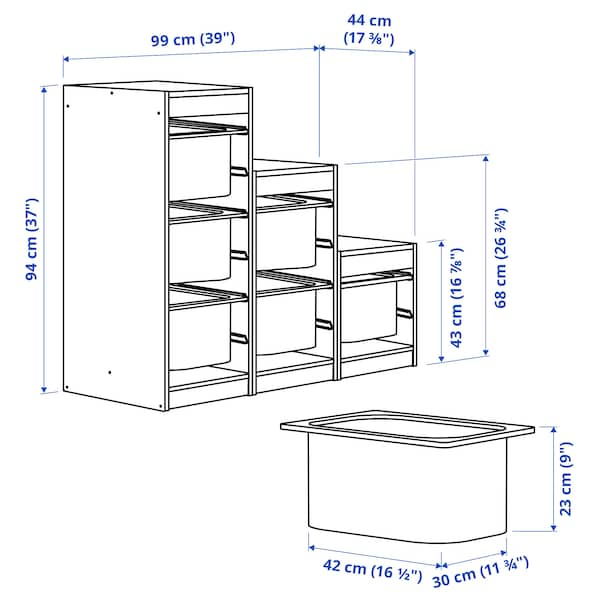 99 cm (39")
44 cm
(17 ⅜")
94 cm (37")
43 cm (16 ⅞")
68 cm (26 ¾")
23 cm (9")
42 cm (16 ½")
30 cm (11 ¾")